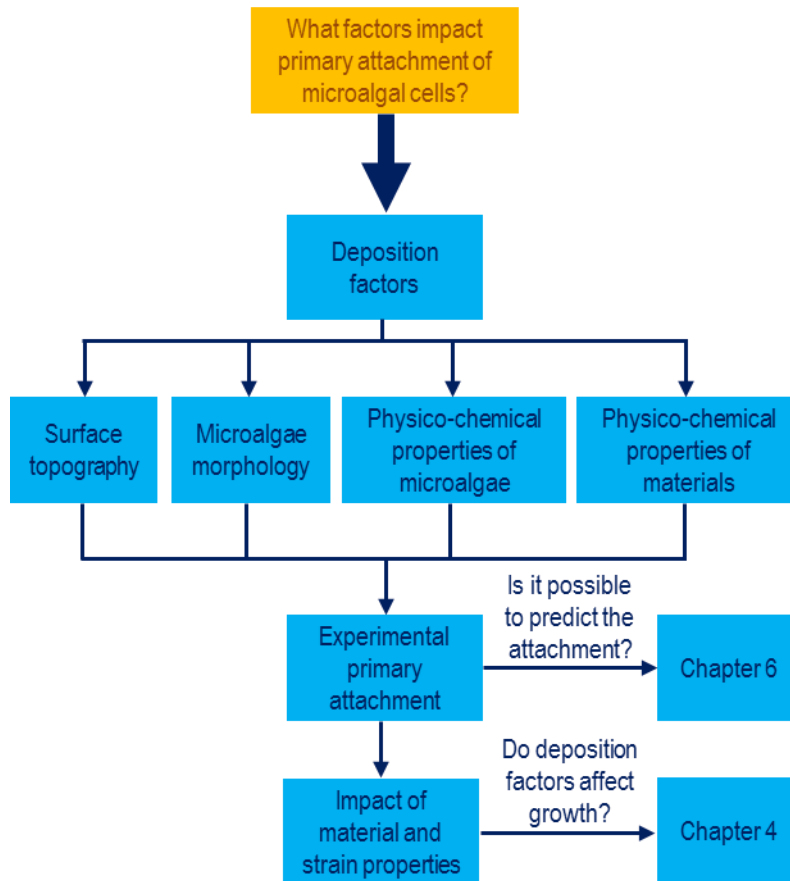 What factors impact
primary attachment of
microalgal cells?
Deposition
factors
Surface
topography
Microalgae
morphology
Physico-chemical
properties of
microalgae
Physico-chemical
properties of
materials
Is it possible
to predict the
attachment?
Experimental
primary
attachment
Chapter 6
Do deposition
factors affect
growth?
Impact of
material and
strain properties
Chapter 4